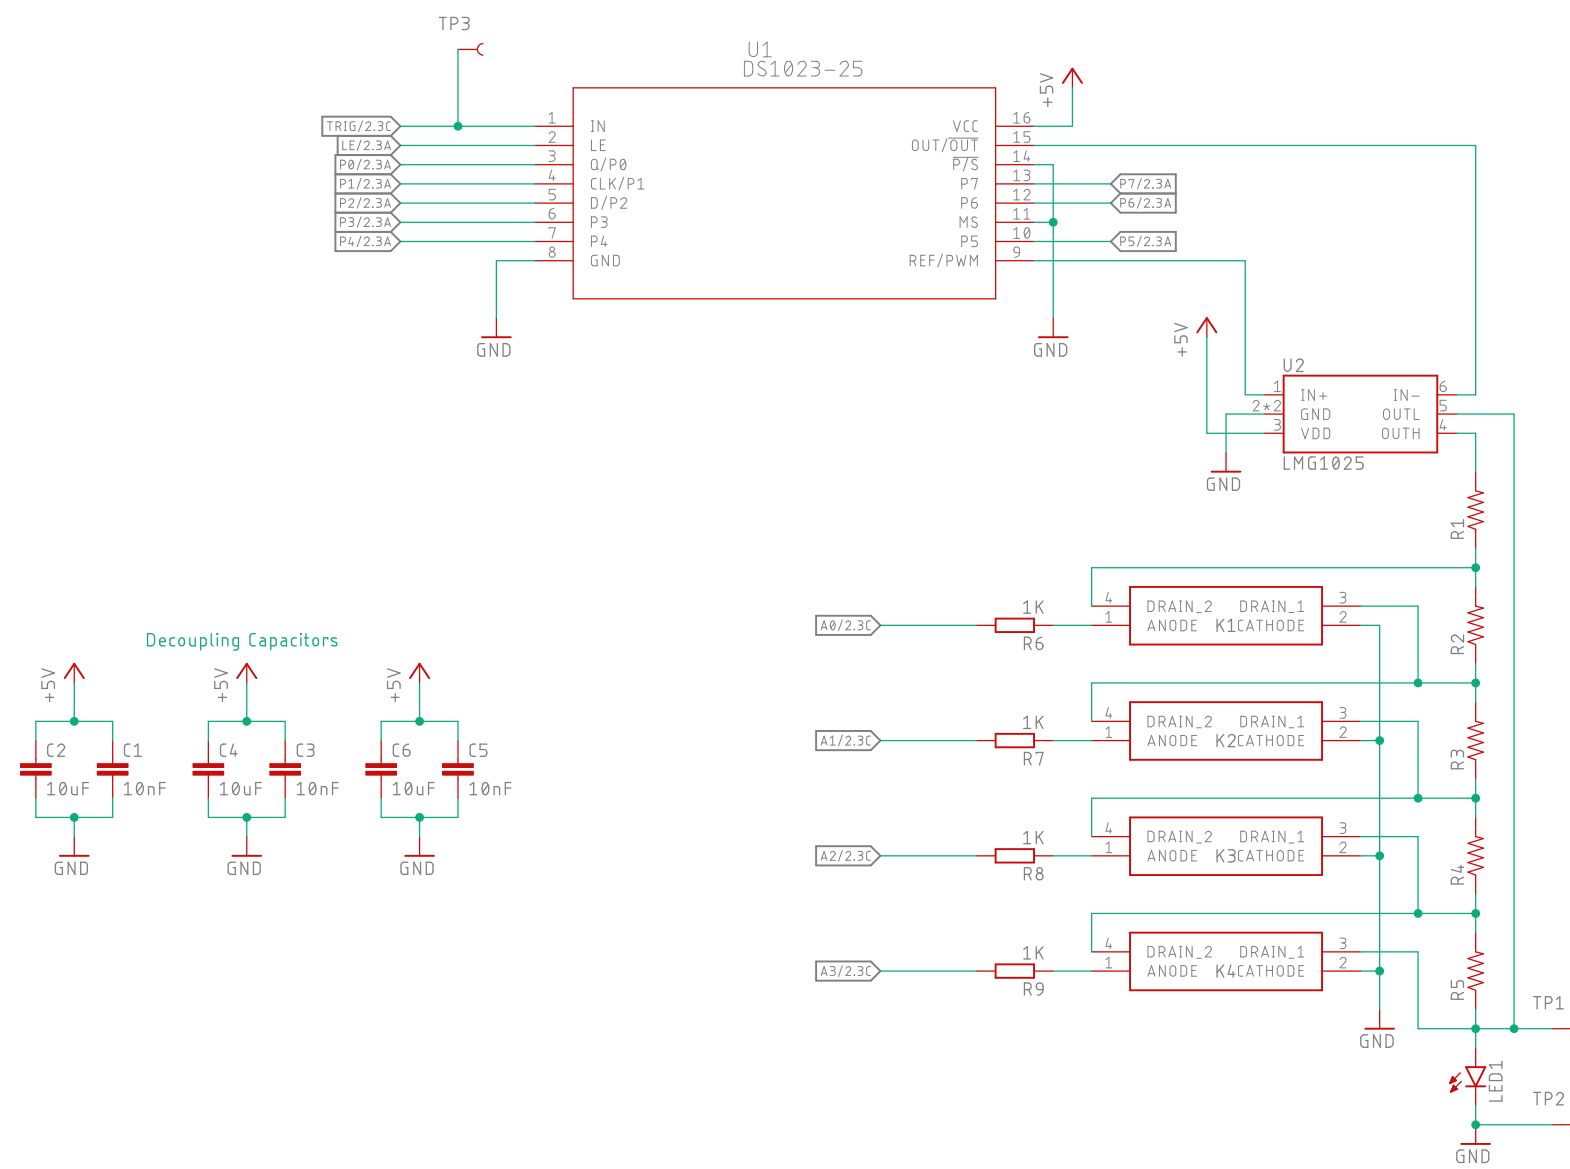 TP3
U1
DS1023-25
+5V
TRIG/2.3C
LE/2.3A
P0/2.3A
P1/2.3A
P2/2.3A
P3/2.3A
P4/2.3A
1 IN
2 LE
3 Q/P0
4 CLK/P1
5 D/P2
6 P3
7 P4
8 GND
VCC 16
OUT/OUT 15
P/S 14
P7 13
P6 12
MS 11
P5 10
REF/PWM 9
P7/2.3A
P6/2.3A
P5/2.3A
GND
GND
+5V
U2
1 IN+ IN- 6
2*2 GND OUTL 5
3 VDD OUTH 4
LMG1025
GND
R1
A0/2.3C
1K
R6
4 DRAIN_2 DRAIN_1 3
1 ANODE K1CATHODE 2
R2
A1/2.3C
1K
R7
4 DRAIN_2 DRAIN_1 3
1 ANODE K2CATHODE 2
R3
A2/2.3C
1K
R8
4 DRAIN_2 DRAIN_1 3
1 ANODE K3CATHODE 2
R4
A3/2.3C
1K
R9
4 DRAIN_2 DRAIN_1 3
1 ANODE K4CATHODE 2
R5
GND
TP1
LED1
TP2
GND
Decoupling Capacitors
+5V
+5V
+5V
C2 C1 C4 C3 C6 C5
10uF 10nF 10uF 10nF 10uF 10nF
GND GND GND